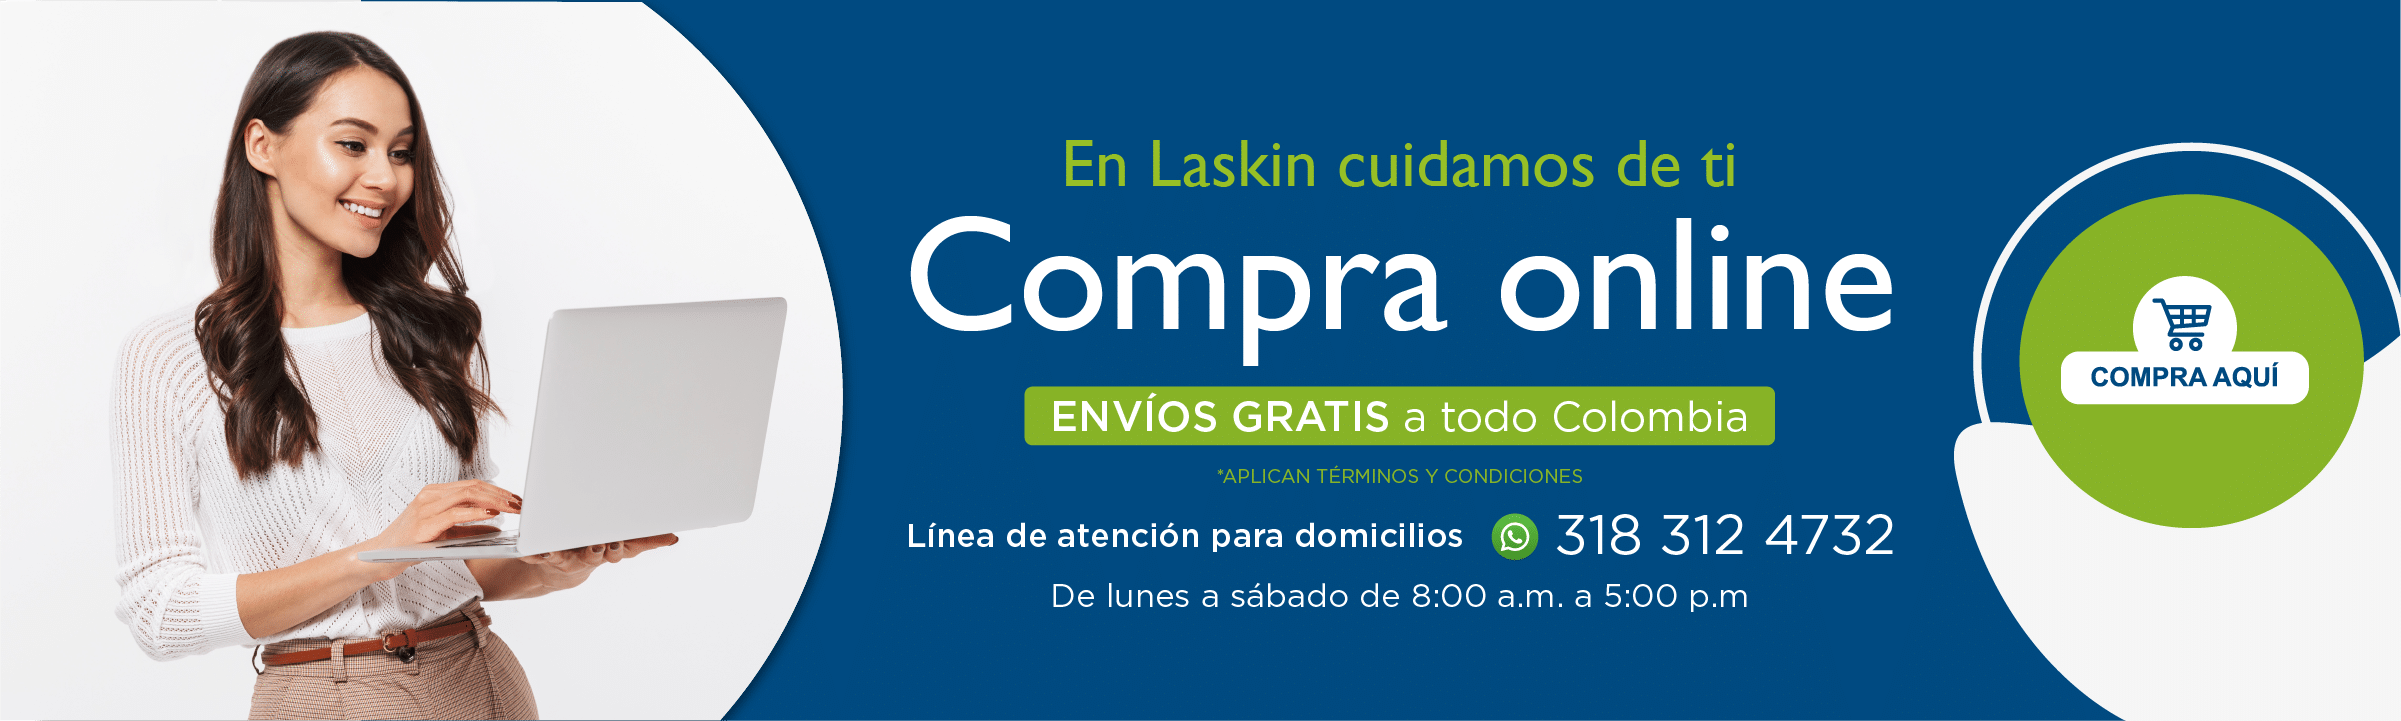 En Laskin cuidamos de ti
Compra online
ENVÍOS GRATIS a todo Colombia
*APLICAN TÉRMINOS Y CONDICIONES
Línea de atención para domicilios 318 312 4732
De lunes a sábado de 8:00 a.m. a 5:00 p.m
COMPRA AQUÍ